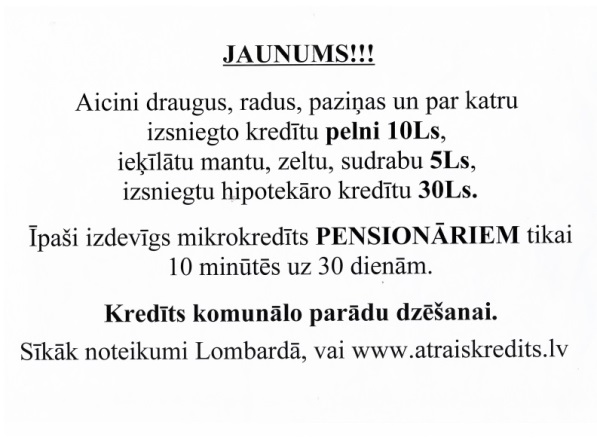 JAUNUMS!!!
Aicini draugus, radus, paziņas un par katru
izsniegto kredītu pelni 10Ls,
ieķīlātu mantu, zeltu, sudrabu 5Ls,
izsniegtu hipotekāro kredītu 30Ls.
Īpaši izdevīgs mikrokredīts PENSIONĀRIEM tikai
10 minūtēs uz 30 dienām.
Kredīts komunālo parādu dzēšanai.
Sīkāk noteikumi Lombardā, vai www.atraiskredits.lv